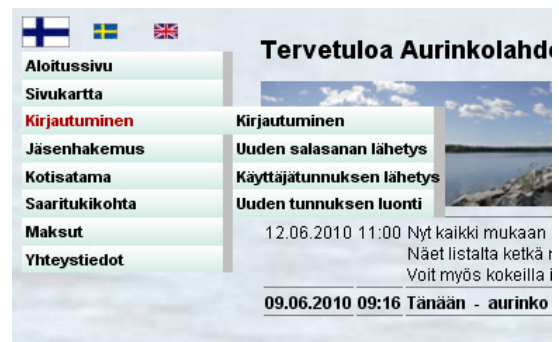 Tervetuloa
Aloitussivu
Sivukartta
Kirjautuminen
Jäsenhakemus
Kotisatama
Saaritukikohta
Maksut
Yhteystiedot
Kirjautuminen
Uuden salasanan lähetys
Käyttäjätunnuksen lähetys
Uuden tunnuksen luonti
12.06.2010 11:00 Nyt kaikki mukaan
Näet listalta ketkä
Voit myös kokeilla
09.06.2010 09:16 Tänään - aurinko